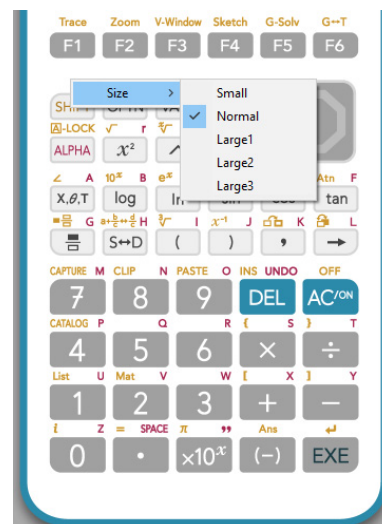 Trace Zoom V-Window Sketch G-Solv G↔T
F1 F2 F3 F4 F5 F6
Size > Small
✓ Normal
Large1
Large2
Large3
A-LOCK √ r
ALPHA x²
∠ A 10ˣ B eˣ Atn F
X,θ,T log tan
G H ∛ I x⁻¹ J K L
S↔D ( ) , →
CAPTURE M CLIP N PASTE O INS UNDO OFF
7 8 9 DEL AC/ON
CATALOG P Q R { S } T
4 5 6 × ÷
List U Mat V W [ X ] Y
1 2 3 + −
i Z = SPACE π " Ans ↵
0 . ×10ˣ (−) EXE